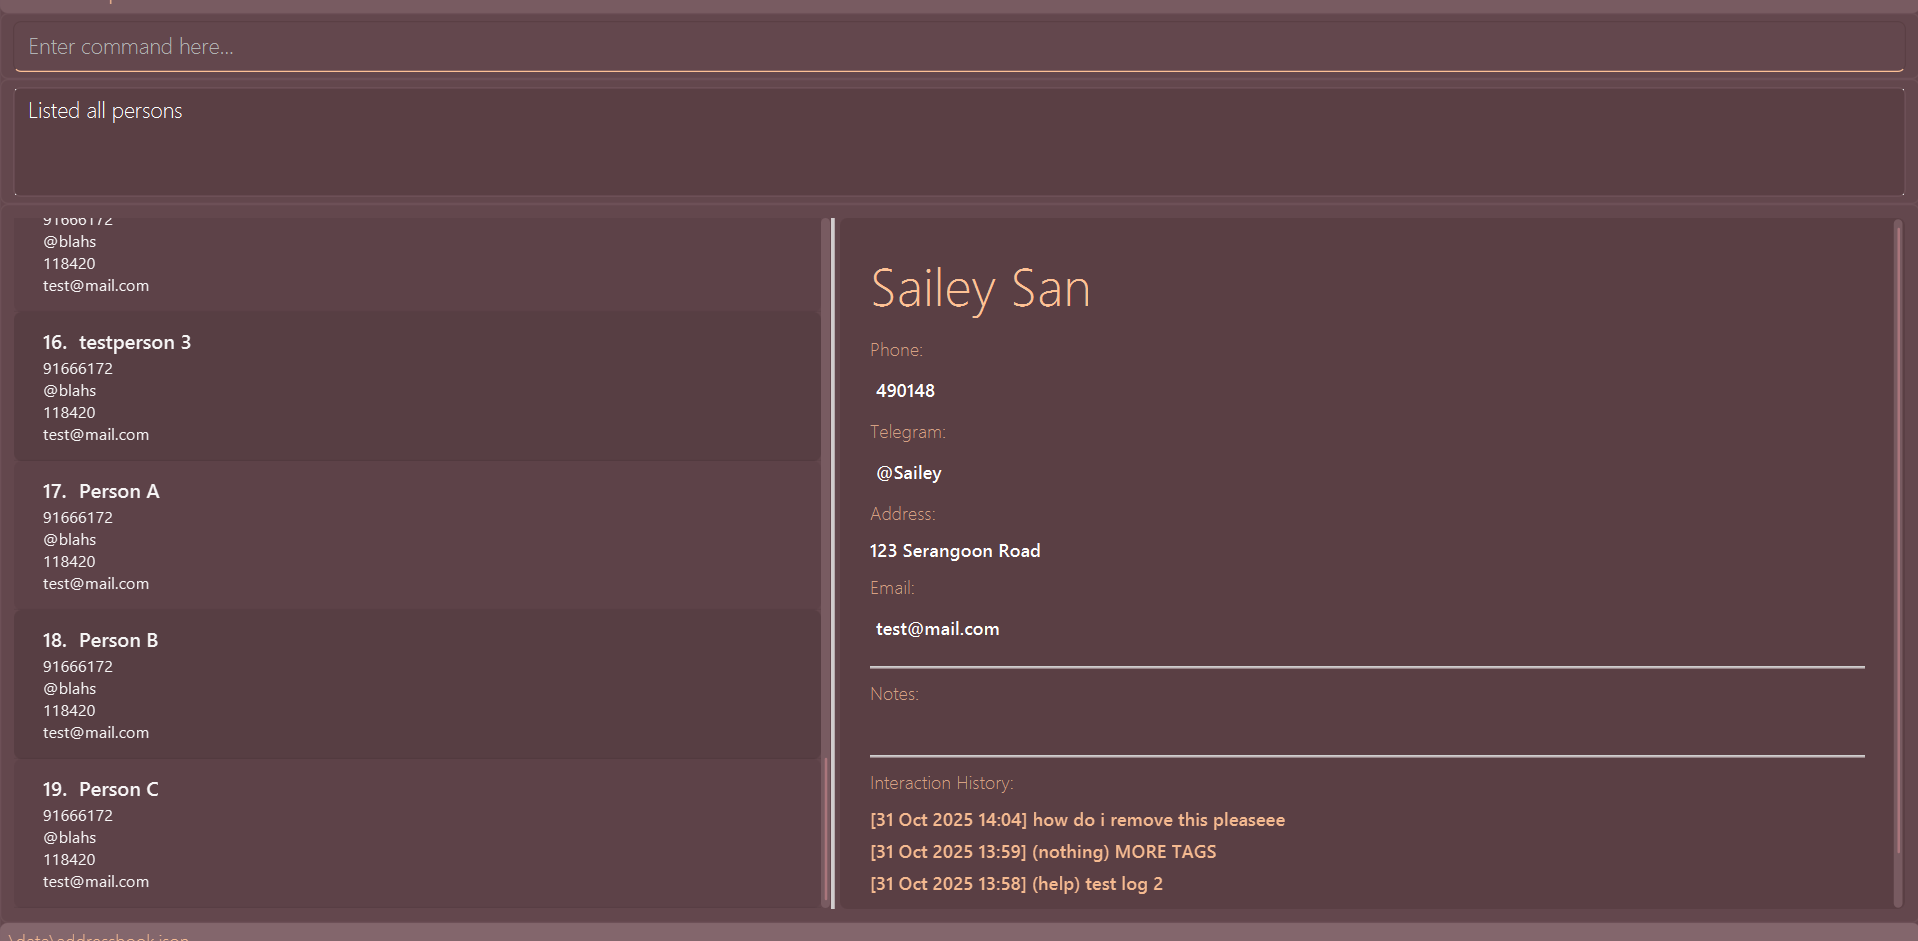 Enter command here...
Listed all persons
91666172
@blahs
118420
test@mail.com
16. testperson 3
91666172
@blahs
118420
test@mail.com
17. Person A
91666172
@blahs
118420
test@mail.com
18. Person B
91666172
@blahs
118420
test@mail.com
19. Person C
91666172
@blahs
118420
test@mail.com
Sailey San
Phone:
490148
Telegram:
@Sailey
Address:
123 Serangoon Road
Email:
test@mail.com
Notes:
Interaction History:
[31 Oct 2025 14:04] how do i remove this pleaseee
[31 Oct 2025 13:59] (nothing) MORE TAGS
[31 Oct 2025 13:58] (help) test log 2
.\data\addressbook.json